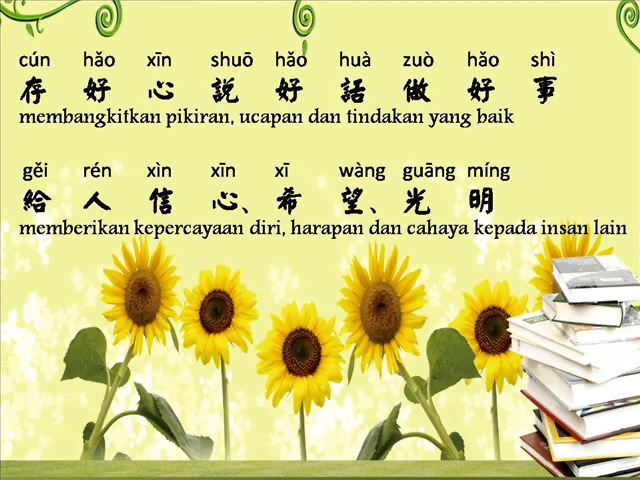 cún hǎo xīn shuō hǎo huà zuò hǎo shì
存好心說好話做好事
membangkitkan pikiran, ucapan dan tindakan yang baik
gěi rén xìn xīn xī wàng guāng míng
給人信心、希望、光明
memberikan kepercayaan diri, harapan dan cahaya kepada insan lain